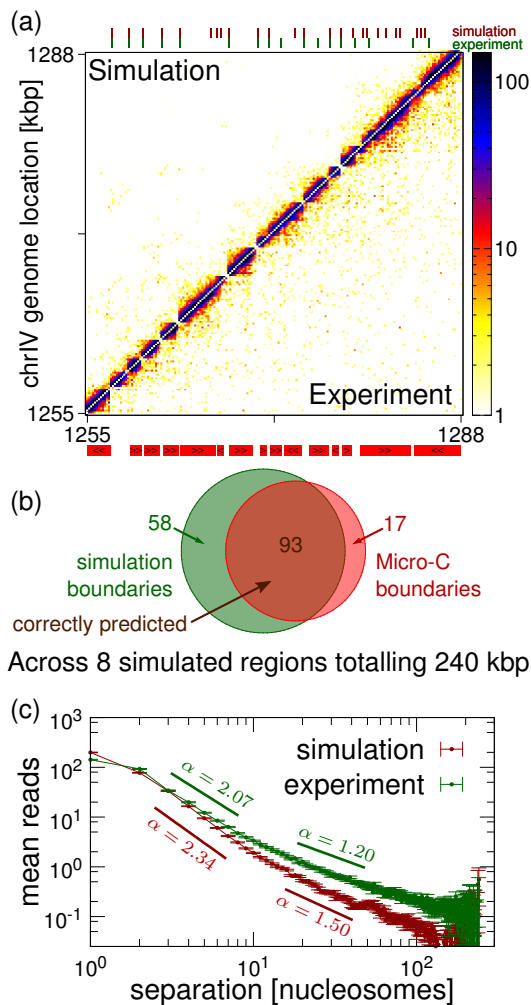 (a)
simulation
experiment
1288
Simulation
100
chrIV genome location [kbp]
10
Experiment
1
1255
1255
1288
<< >> >> >> >> < >> > > >> >> < > >> <<
(b)
58
93
17
simulation
boundaries
Micro-C
boundaries
correctly predicted
Across 8 simulated regions totalling 240 kbp
(c)
10³
simulation
experiment
10²
α = 2.07
mean reads
10¹
α = 1.20
α = 2.34
10⁰
α = 1.50
10⁻¹
10⁰
10¹
10²
separation [nucleosomes]